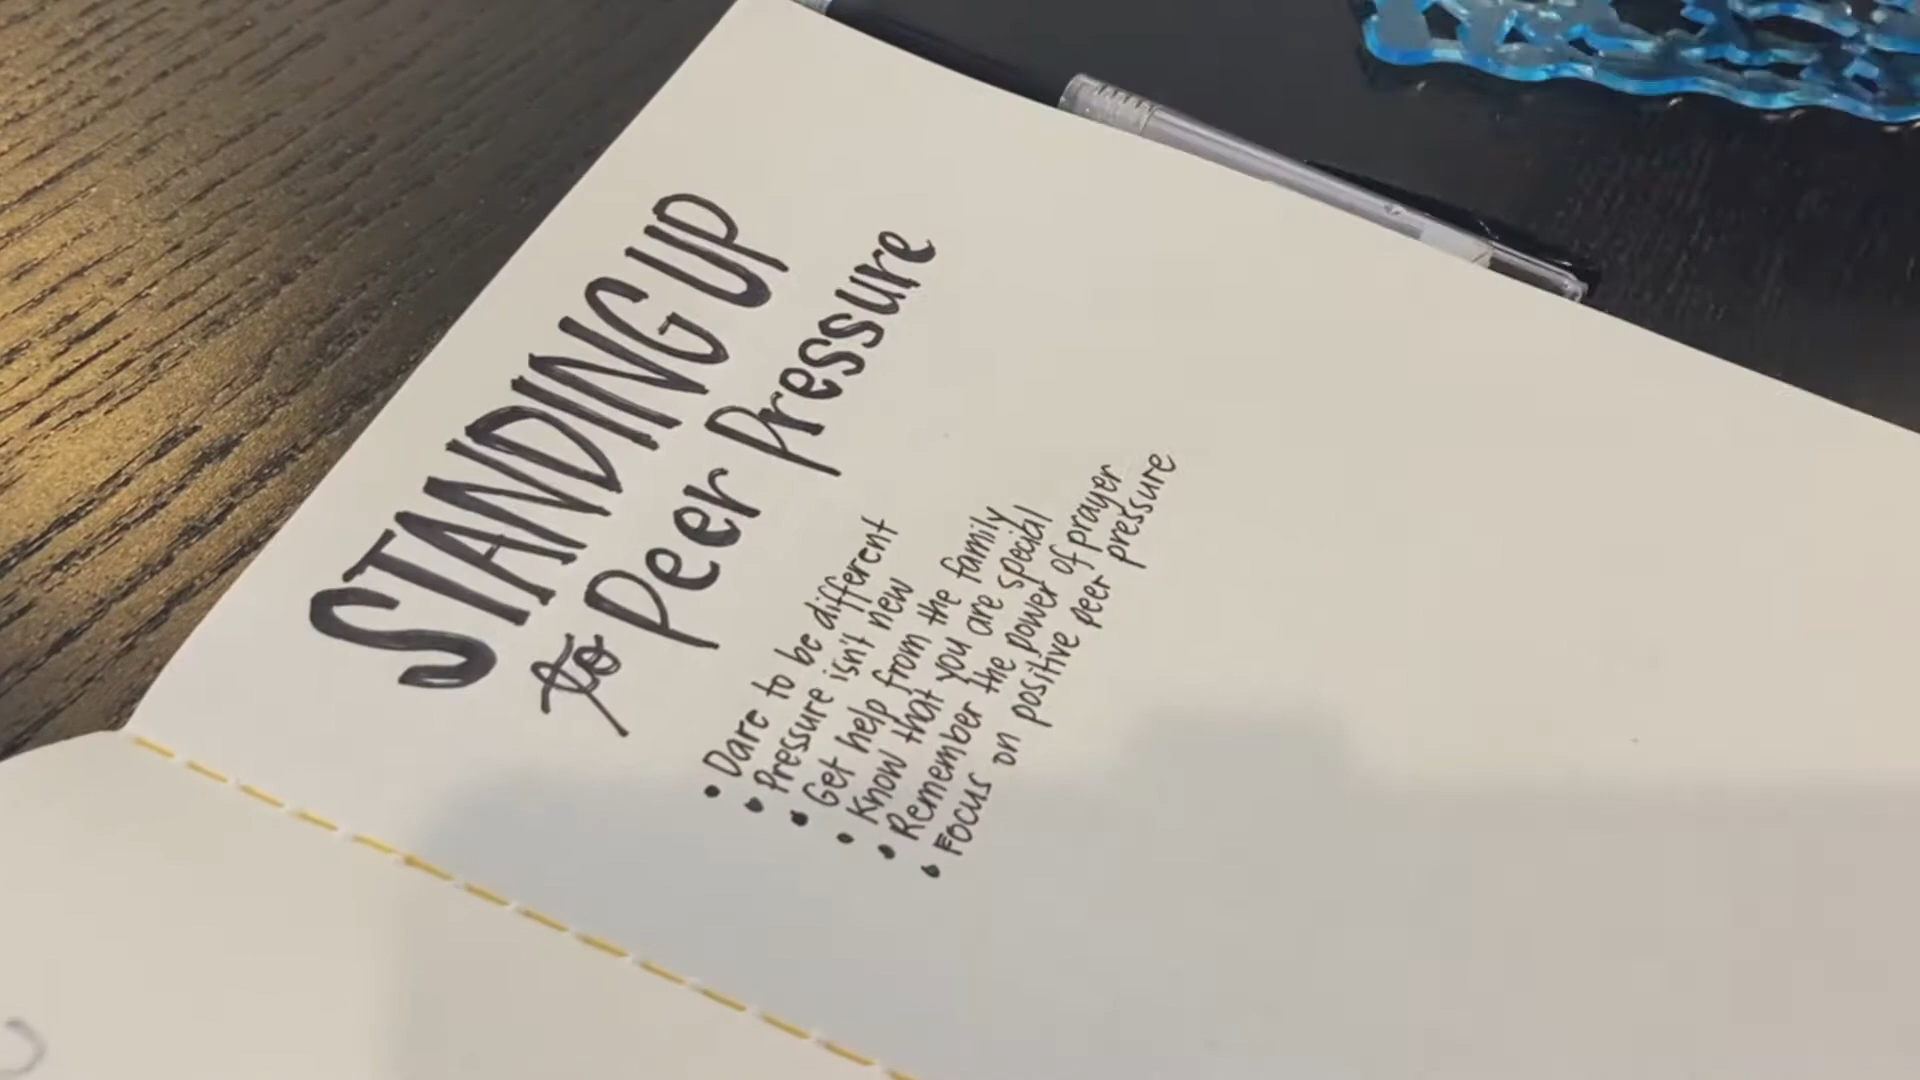 STANDING UP
to Peer Pressure
• Dare to be different
• Pressure isn't new
• Get help from the family
• Know that you are special
• Remember the power of prayer
• Focus on positive peer pressure